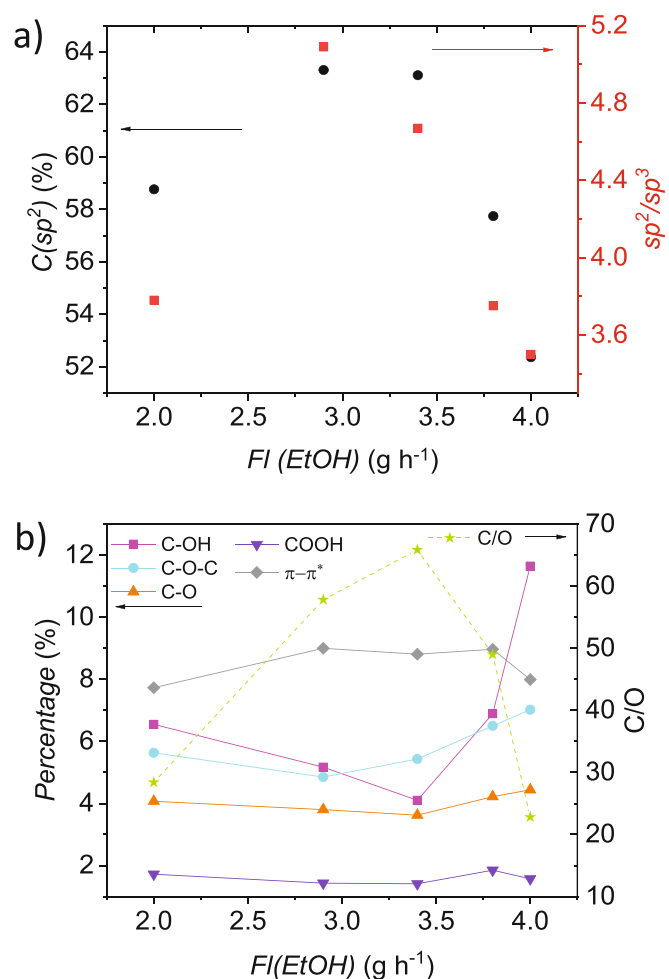 a)
64
62
60
58
56
54
52
C(sp²) (%)
5.2
4.8
4.4
4.0
3.6
sp²/sp³
2.0 2.5 3.0 3.5 4.0
Fl (EtOH) (g h⁻¹)
b)
C-OH COOH C/O
C-O-C π–π*
C-O
12
10
8
6
4
2
Percentage (%)
70
60
50
40
30
20
10
C/O
2.0 2.5 3.0 3.5 4.0
Fl(EtOH) (g h⁻¹)